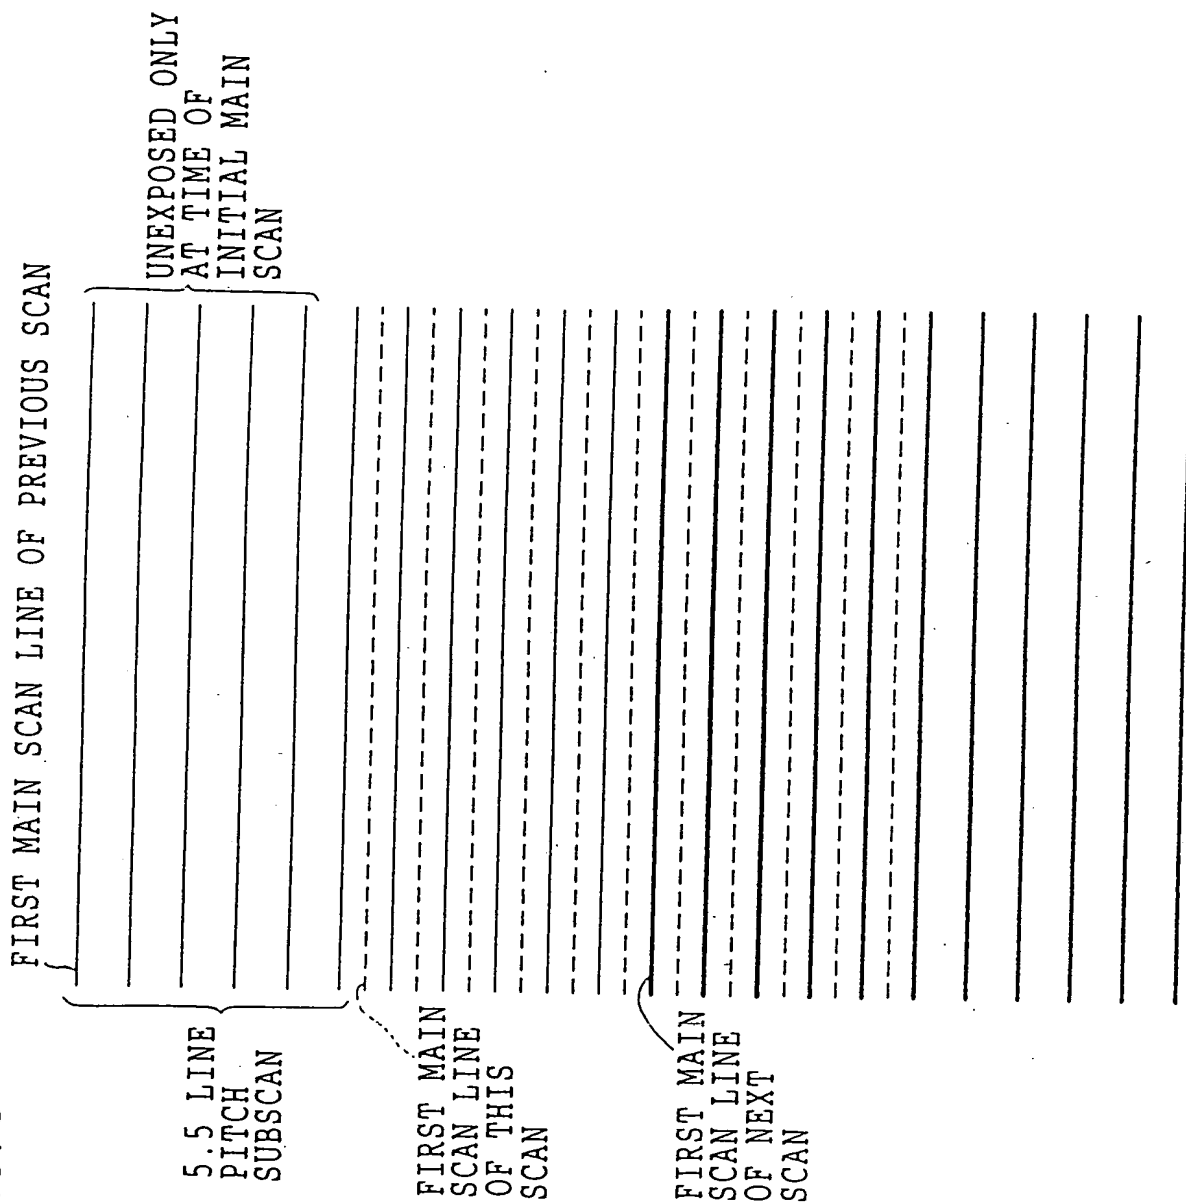 FIRST MAIN SCAN LINE OF PREVIOUS SCAN
UNEXPOSED ONLY
AT TIME OF
INITIAL MAIN
SCAN
5.5 LINE
PITCH
SUBSCAN
FIRST MAIN
SCAN LINE
OF THIS
SCAN
FIRST MAIN
SCAN LINE
OF NEXT
SCAN